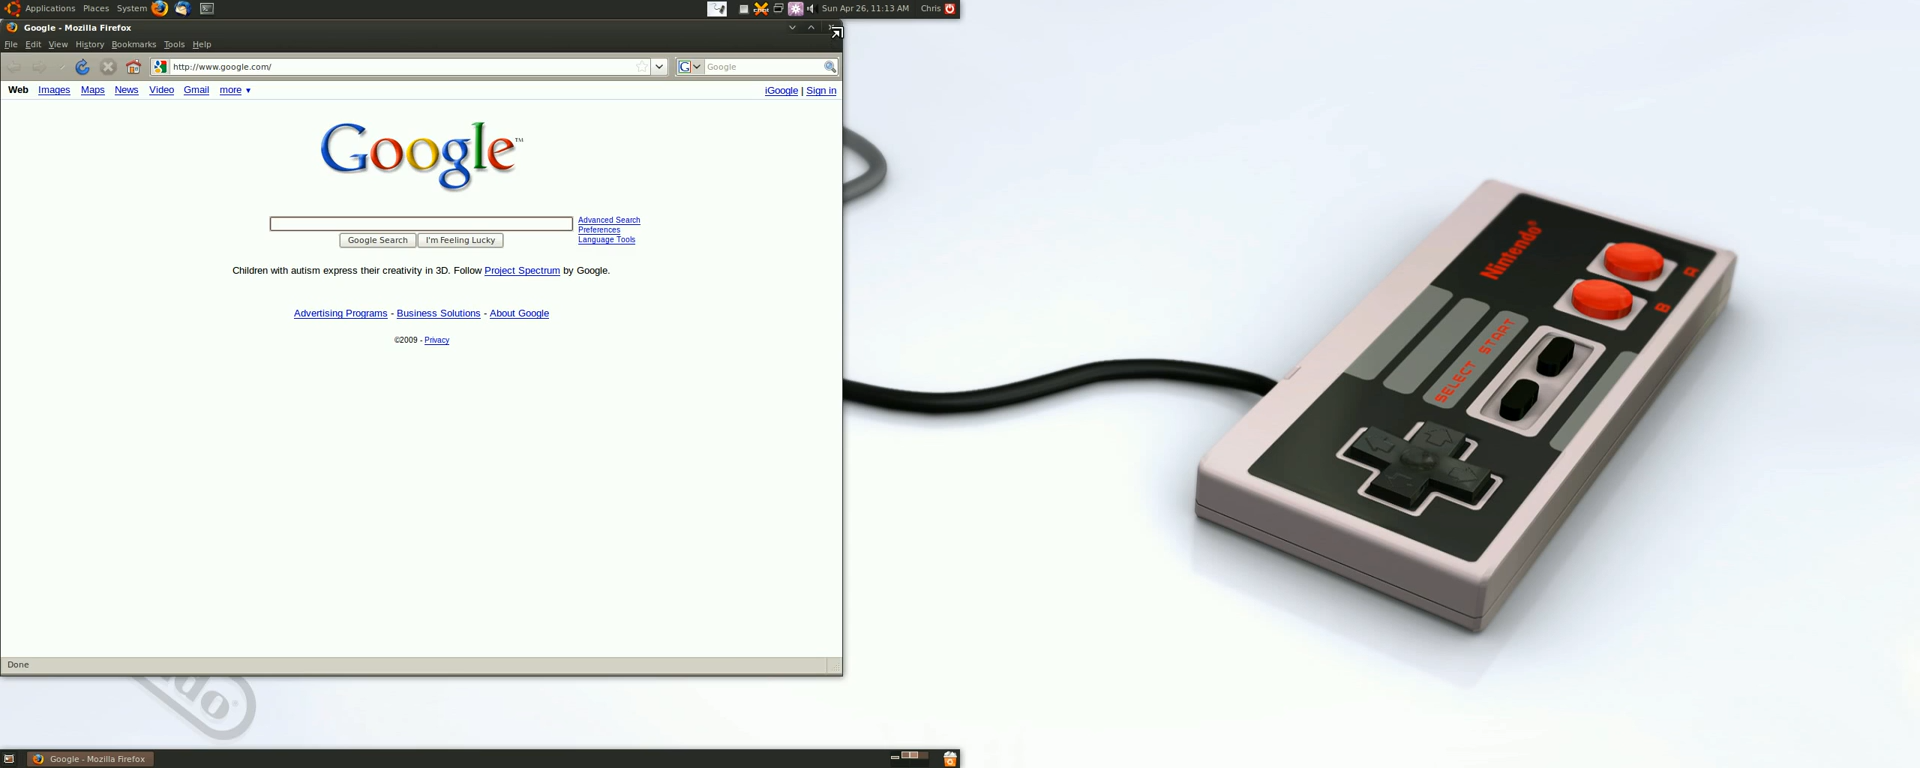 Applications Places System
Sun Apr 26, 11:13 AM Chris
Google - Mozilla Firefox
File Edit View History Bookmarks Tools Help
http://www.google.com/
G Google
Web Images Maps News Video Gmail more ▼
iGoogle | Sign in
Google™
Advanced Search
Preferences
Language Tools
Google Search I'm Feeling Lucky
Children with autism express their creativity in 3D. Follow Project Spectrum by Google.
Advertising Programs - Business Solutions - About Google
©2009 - Privacy
Done
Google - Mozilla Firefox
Nintendo®
A
B
SELECT START